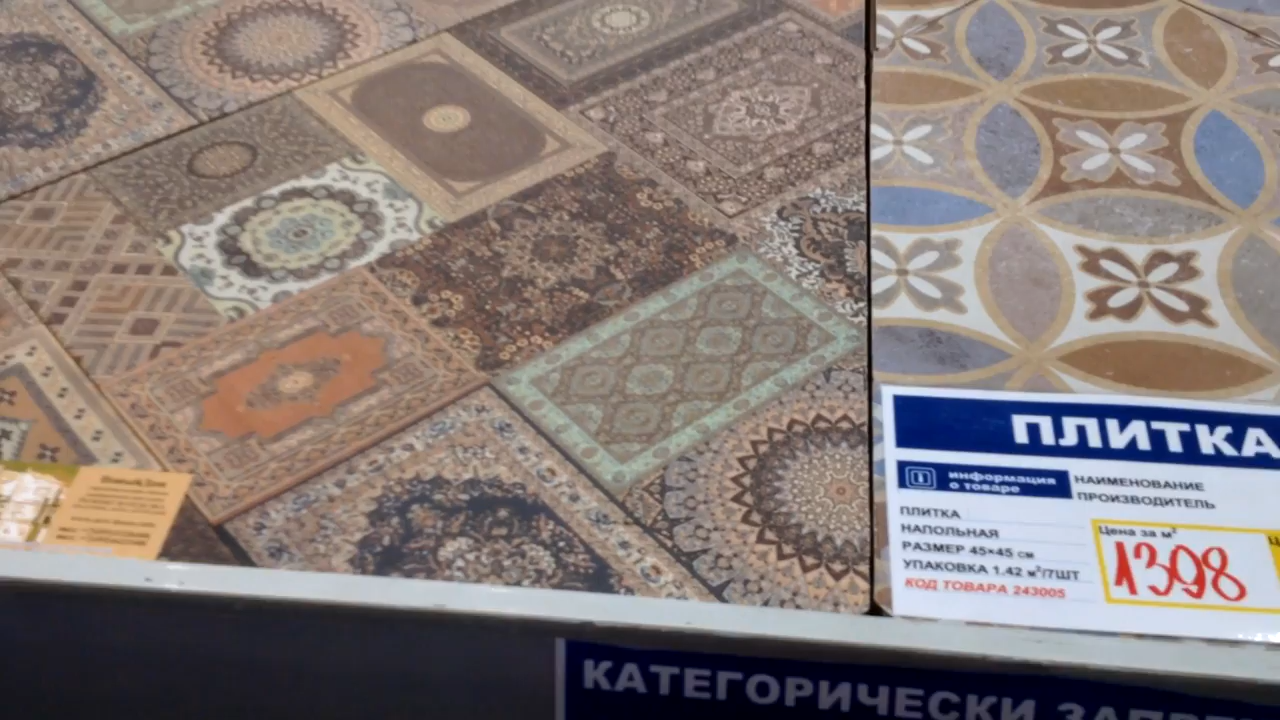 ПЛИТКА
информация
о товаре
НАИМЕНОВАНИЕ
ПРОИЗВОДИТЕЛЬ
ПЛИТКА
НАПОЛЬНАЯ
РАЗМЕР 45×45 см
УПАКОВКА 1.42 м²/7ШТ
КОД ТОВАРА 243005
Цена за м²
1398
КАТЕГОРИЧЕСКИ